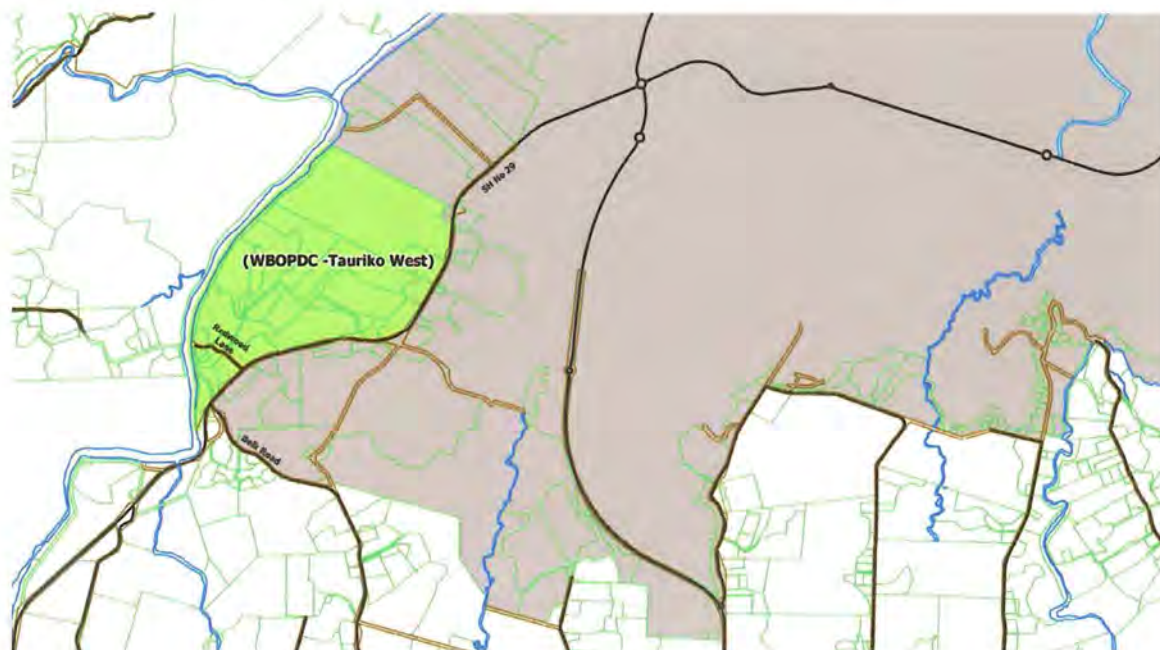 SH No 29
(WBOPDC -Tauriko West)
Redwood
Lane
Belk Road